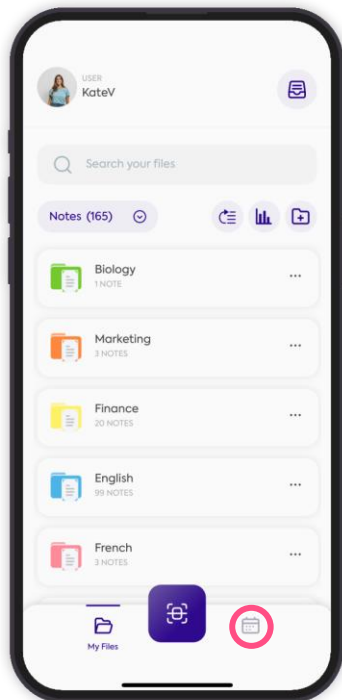 USER
KateV
Search your files
Notes (165)
Biology
1 NOTE
Marketing
3 NOTES
Finance
20 NOTES
English
99 NOTES
French
3 NOTES
My Files